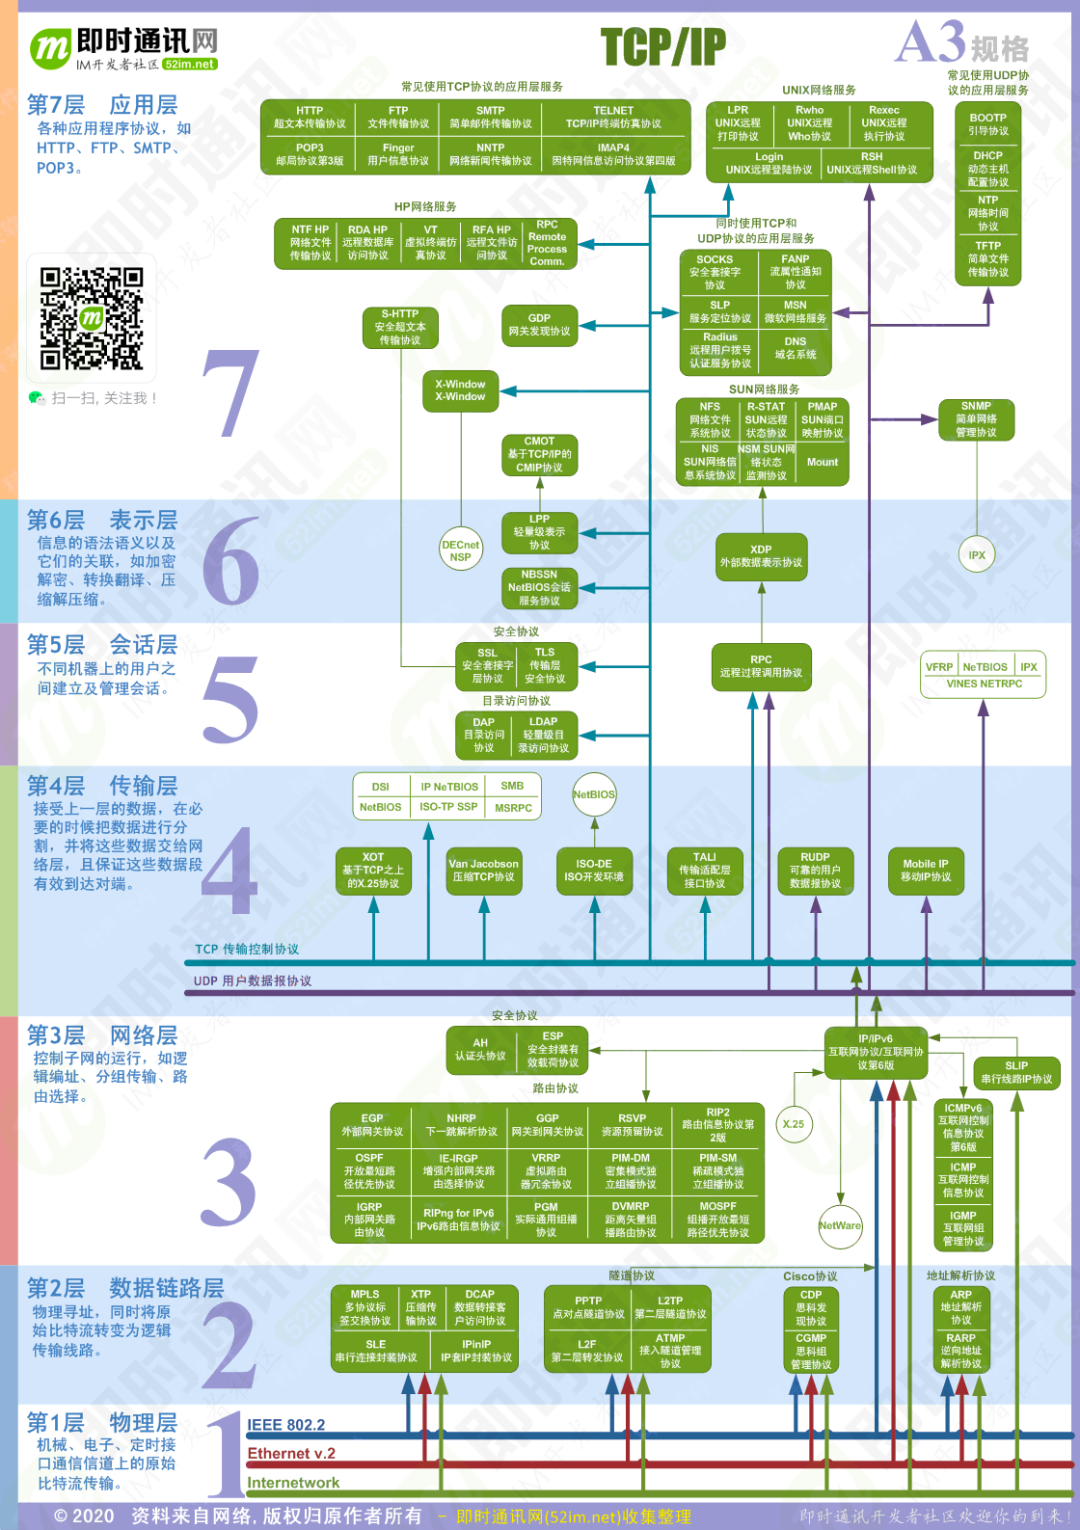 即时通讯网
IM开发者社区 52im.net
TCP/IP
A3规格
第7层 应用层
各种应用程序协议，如
HTTP、FTP、SMTP、
POP3。
扫一扫, 关注我！
7
常见使用TCP协议的应用层服务
HTTP
超文本传输协议
FTP
文件传输协议
SMTP
简单邮件传输协议
TELNET
TCP/IP终端仿真协议
POP3
邮局协议第3版
Finger
用户信息协议
NNTP
网络新闻传输协议
IMAP4
因特网信息访问协议第四版
UNIX网络服务
LPR
UNIX远程
打印协议
Rwho
UNIX远程
Who协议
Rexec
UNIX远程
执行协议
Login
UNIX远程登陆协议
RSH
UNIX远程Shell协议
常见使用UDP协
议的应用层服务
BOOTP
引导协议
DHCP
动态主机
配置协议
NTP
网络时间
协议
TFTP
简单文件
传输协议
HP网络服务
NTF HP
网络文件
传输协议
RDA HP
远程数据库
访问协议
VT
虚拟终端仿
真协议
RFA HP
远程文件访
问协议
RPC
Remote
Process
Comm.
同时使用TCP和
UDP协议的应用层服务
SOCKS
安全套接字
协议
FANP
流属性通知
协议
SLP
服务定位协议
MSN
微软网络服务
Radius
远程用户拨号
认证服务协议
DNS
域名系统
S-HTTP
安全超文本
传输协议
GDP
网关发现协议
X-Window
X-Window
CMOT
基于TCP/IP的
CMIP协议
SUN网络服务
NFS
网络文件
系统协议
R-STAT
SUN远程
状态协议
PMAP
SUN端口
映射协议
NIS
SUN网络信
息系统协议
NSM SUN网
络状态
监测协议
Mount
SNMP
简单网络
管理协议
第6层 表示层
信息的语法语义以及
它们的关联，如加密
解密、转换翻译、压
缩解压缩。
6
DECnet
NSP
LPP
轻量级表示
协议
NBSSN
NetBIOS会话
服务协议
XDP
外部数据表示协议
IPX
第5层 会话层
不同机器上的用户之
间建立及管理会话。
5
安全协议
SSL
安全套接字
层协议
TLS
传输层
安全协议
目录访问协议
DAP
目录访问
协议
LDAP
轻量级目
录访问协议
RPC
远程过程调用协议
VFRP
NeTBIOS
IPX
VINES NETRPC
第4层 传输层
接受上一层的数据，在必
要的时候把数据进行分
割，并将这些数据交给网
络层，且保证这些数据段
有效到达对端。
4
DSI
IP NeTBIOS
SMB
NetBIOS
ISO-TP SSP
MSRPC
NetBIOS
XOT
基于TCP之上
的X.25协议
Van Jacobson
压缩TCP协议
ISO-DE
ISO开发环境
TALI
传输适配层
接口协议
RUDP
可靠的用户
数据报协议
Mobile IP
移动IP协议
TCP 传输控制协议
UDP 用户数据报协议
第3层 网络层
控制子网的运行，如逻
辑编址、分组传输、路
由选择。
3
安全协议
AH
认证头协议
ESP
安全封装有
效载荷协议
IP/IPv6
互联网协议/互联网协
议第6版
SLIP
串行线路IP协议
路由协议
EGP
外部网关协议
NHRP
下一跳解析协议
GGP
网关到网关协议
RSVP
资源预留协议
RIP2
路由信息协议第
2版
OSPF
开放最短路
径优先协议
IE-IRGP
增强内部网关路
由选择协议
VRRP
虚拟路由
器冗余协议
PIM-DM
密集模式独
立组播协议
PIM-SM
稀疏模式独
立组播协议
IGRP
内部网关路
由协议
RIPng for IPv6
IPv6路由信息协议
PGM
实际通用组播
协议
DVMRP
距离矢量组
播路由协议
MOSPF
组播开放最短
路径优先协议
X.25
NetWare
ICMPv6
互联网控制
信息协议
第6版
ICMP
互联网控制
信息协议
IGMP
互联网组
管理协议
第2层 数据链路层
物理寻址，同时将原
始比特流转变为逻辑
传输线路。
2
MPLS
多协议标
签交换协议
XTP
压缩传
输协议
DCAP
数据转接客
户访问协议
SLE
串行连接封装协议
IPinIP
IP套IP封装协议
隧道协议
PPTP
点对点隧道协议
L2TP
第二层隧道协议
L2F
第二层转发协议
ATMP
接入隧道管理
协议
Cisco协议
CDP
思科发
现协议
CGMP
思科组
管理协议
地址解析协议
ARP
地址解析
协议
RARP
逆向地址
解析协议
第1层 物理层
机械、电子、定时接
口通信信道上的原始
比特流传输。
1
IEEE 802.2
Ethernet v.2
Internetwork
© 2020 资料来自网络, 版权归原作者所有 - 即时通讯网(52im.net)收集整理
即时通讯开发者社区欢迎你的到来!